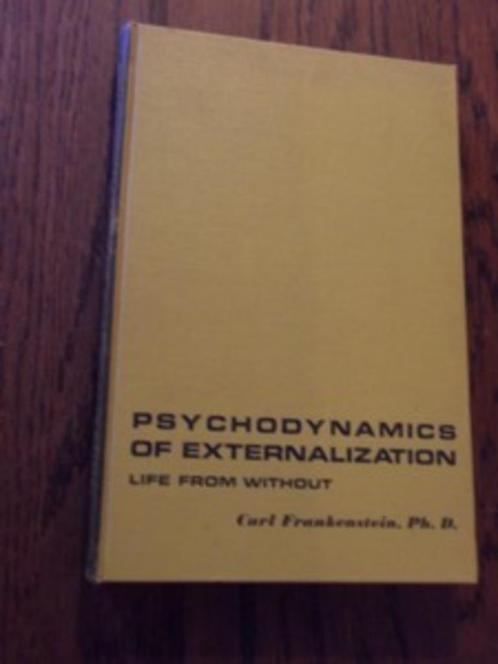 PSYCHODYNAMICS
OF EXTERNALIZATION
LIFE FROM WITHOUT
Carl Frankenstein, Ph. D.